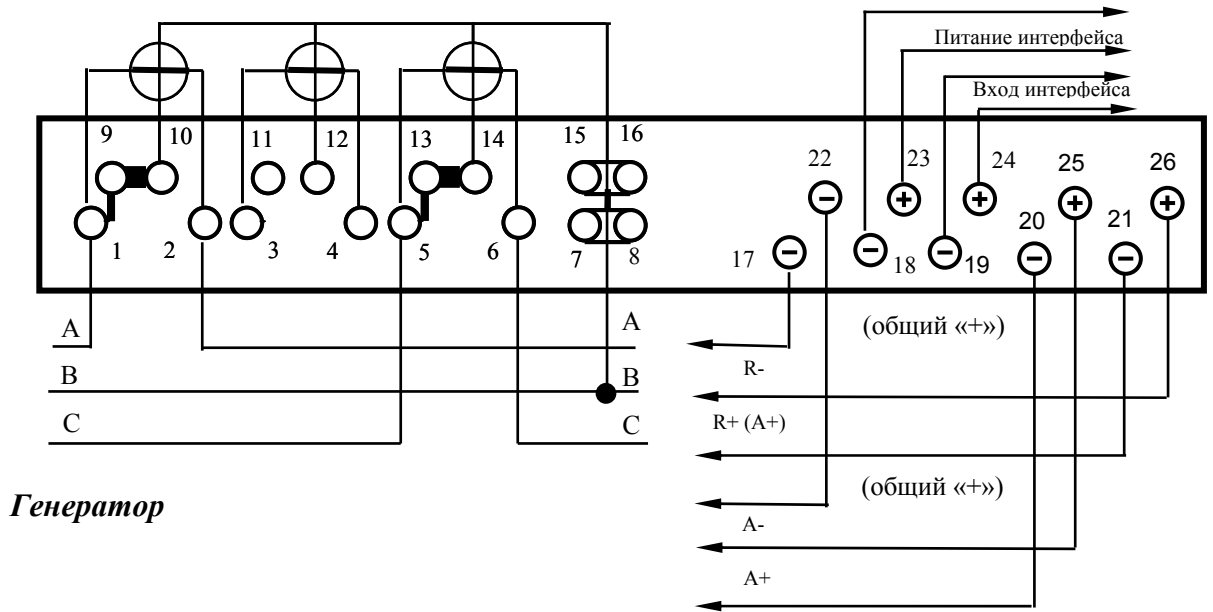 Питание интерфейса
Вход интерфейса
9 10 11 12 13 14 15 16
22 23 24 25 26
1 2 3 4 5 6 7 8
17 18 19 20 21
A A
(общий «+»)
R-
B B
R+ (A+)
C C
(общий «+»)
Генератор
A-
A+